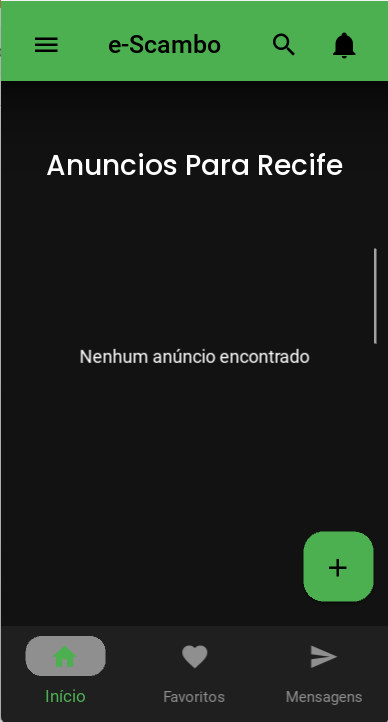 e-Scambo
Anuncios Para Recife
Nenhum anúncio encontrado
Início
Favoritos
Mensagens